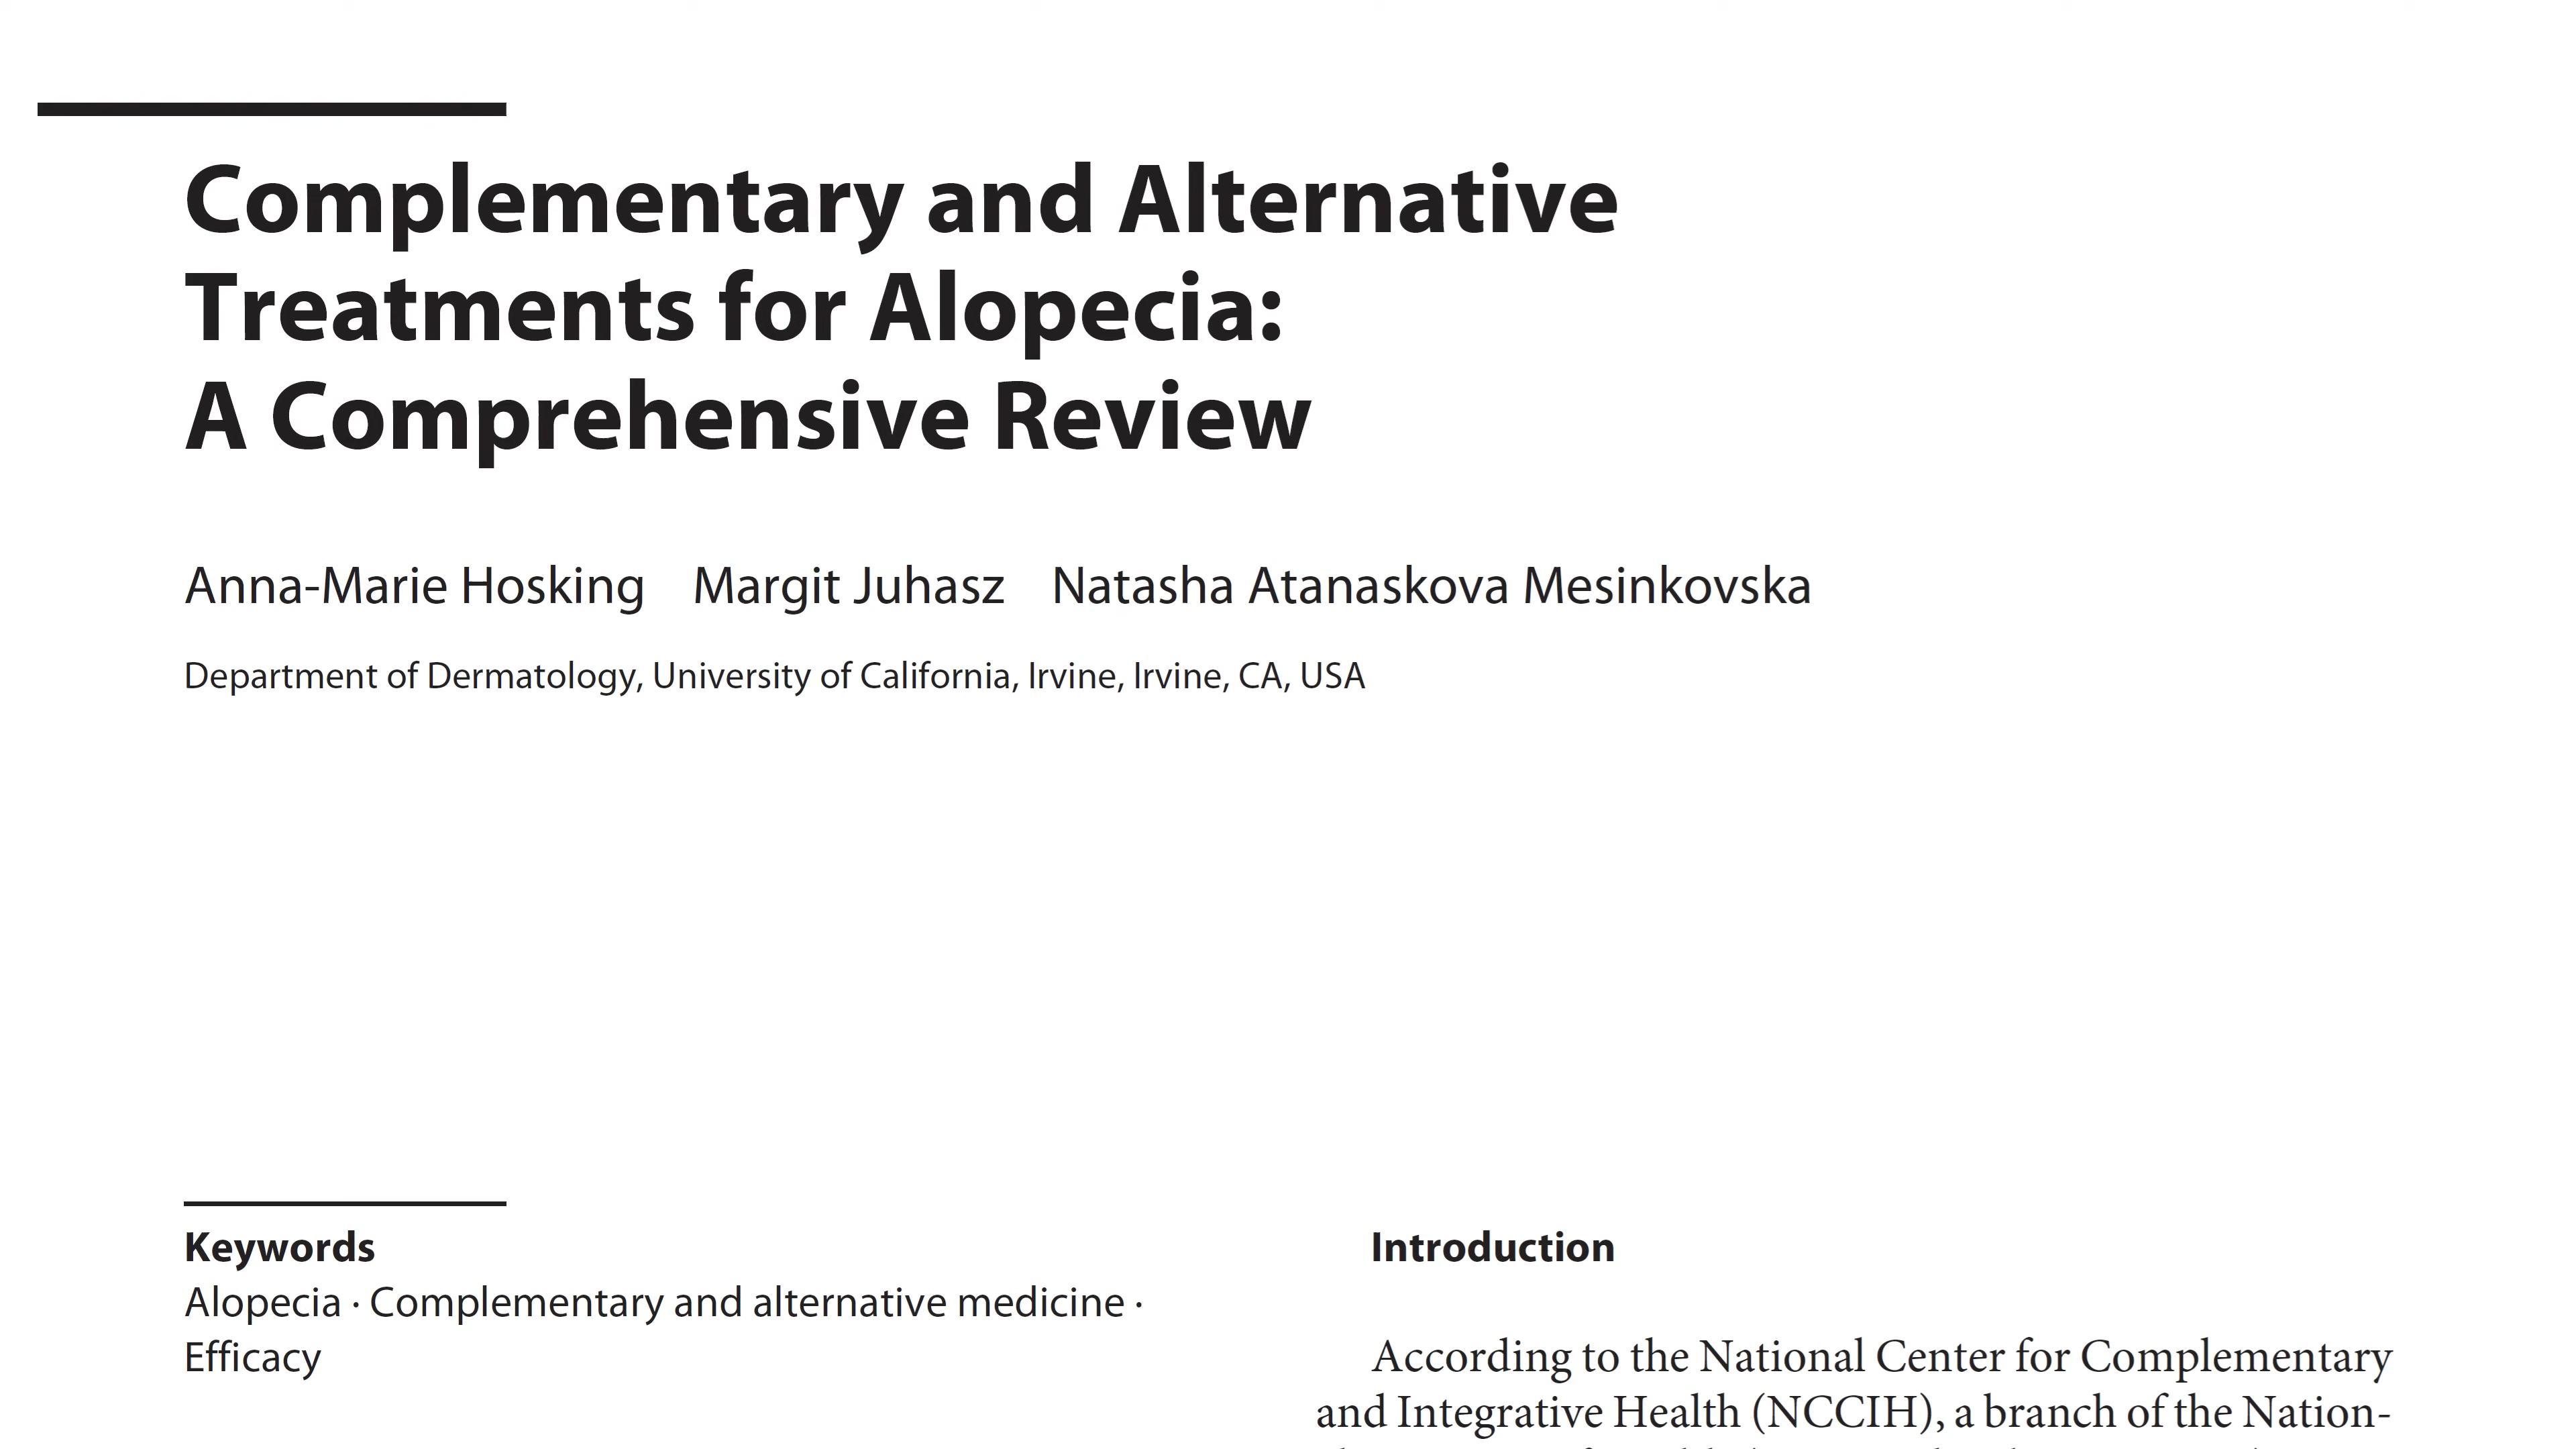 Complementary and Alternative
Treatments for Alopecia:
A Comprehensive Review
Anna-Marie Hosking Margit Juhasz Natasha Atanaskova Mesinkovska
Department of Dermatology, University of California, Irvine, Irvine, CA, USA
Keywords
Alopecia · Complementary and alternative medicine ·
Efficacy
Introduction
According to the National Center for Complementary
and Integrative Health (NCCIH), a branch of the Nation-